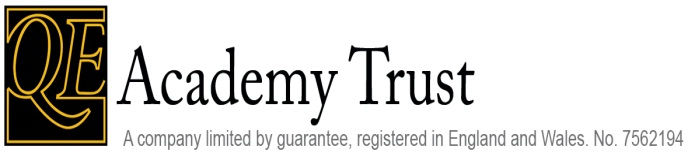 QE Academy Trust
A company limited by guarantee, registered in England and Wales. No. 7562194